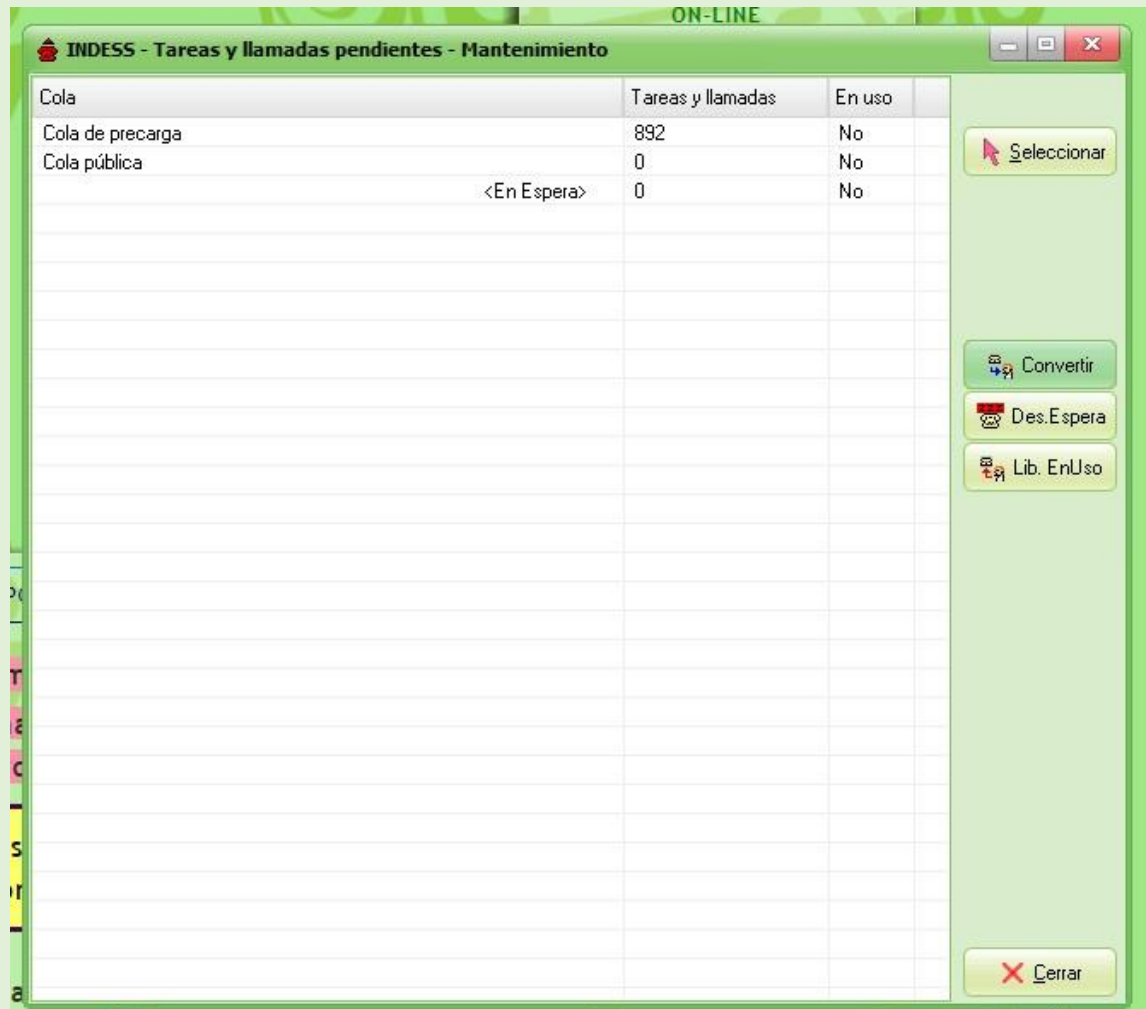 ON-LINE
INDESS - Tareas y llamadas pendientes - Mantenimiento
Cola Tareas y llamadas En uso
Cola de precarga 892 No
Cola pública 0 No
<En Espera> 0 No
Seleccionar
Convertir
Des.Espera
Lib. EnUso
Cerrar